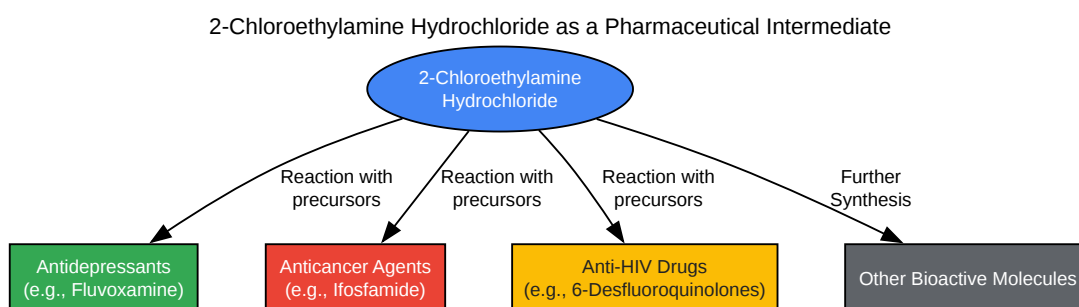 2-Chloroethylamine Hydrochloride as a Pharmaceutical Intermediate
2-Chloroethylamine
Hydrochloride
Reaction with
precursors
Reaction with
precursors
Reaction with
precursors
Further
Synthesis
Antidepressants
(e.g., Fluvoxamine)
Anticancer Agents
(e.g., Ifosfamide)
Anti-HIV Drugs
(e.g., 6-Desfluoroquinolones)
Other Bioactive Molecules